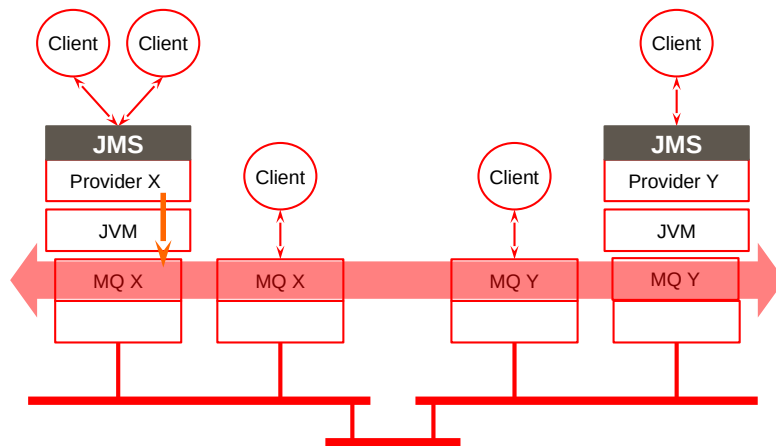 Client
Client
Client
JMS
JMS
Provider X
Client
Client
Provider Y
JVM
JVM
MQ X
MQ X
MQ Y
MQ Y